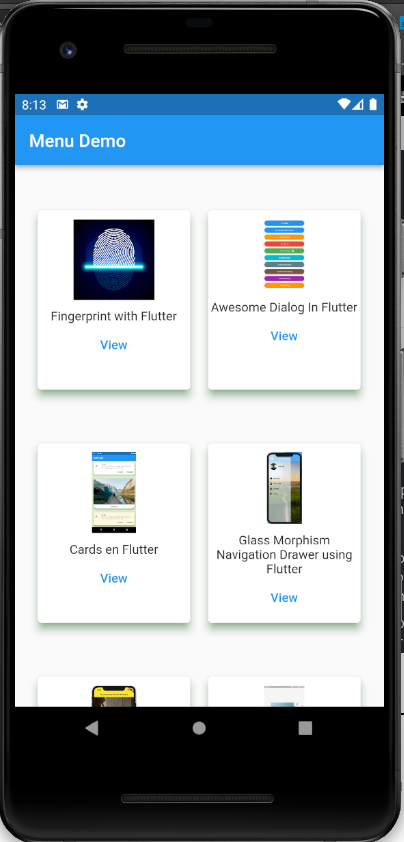 8:13
Menu Demo
Fingerprint with Flutter
View
Awesome Dialog In Flutter
View
Cards en Flutter
View
Glass Morphism
Navigation Drawer using
Flutter
View